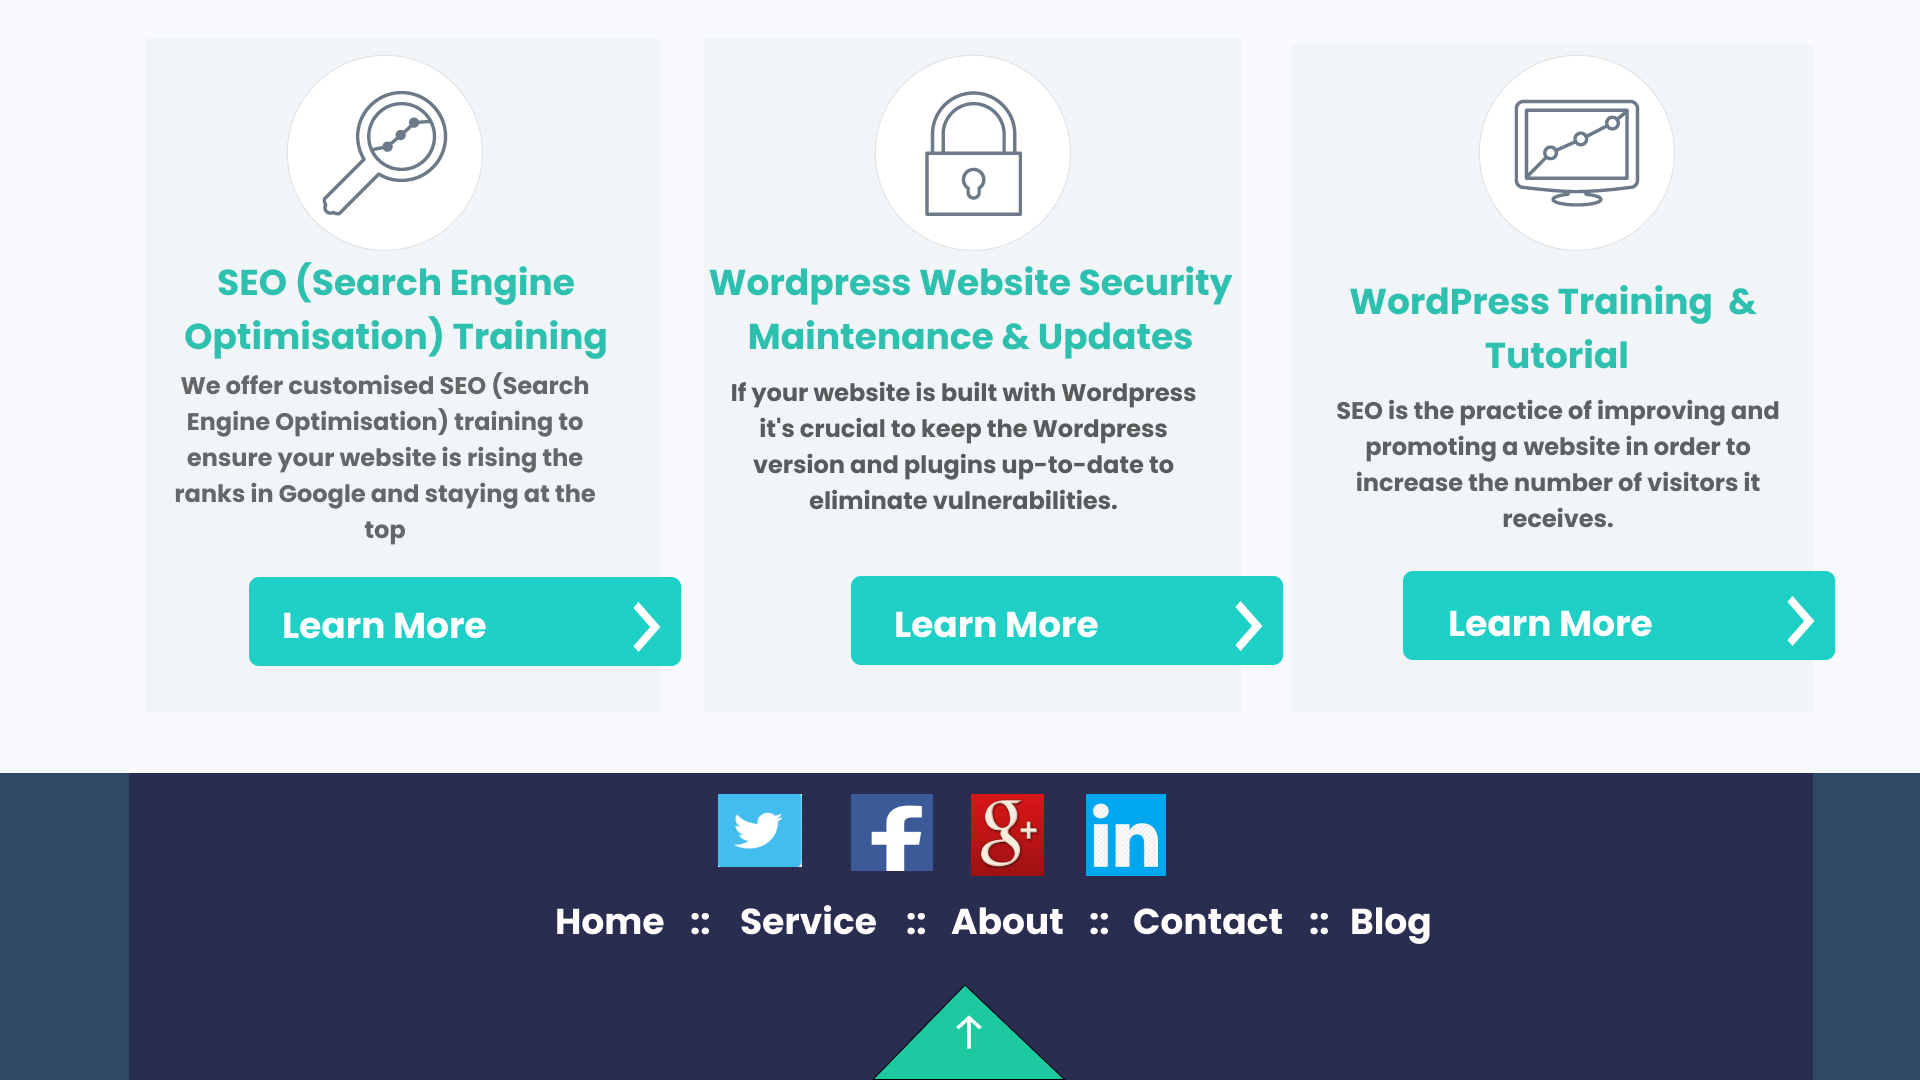 SEO (Search Engine
Optimisation) Training
We offer customised SEO (Search
Engine Optimisation) training to
ensure your website is rising the
ranks in Google and staying at the
top
Learn More
Wordpress Website Security
Maintenance & Updates
If your website is built with Wordpress
it's crucial to keep the Wordpress
version and plugins up-to-date to
eliminate vulnerabilities.
Learn More
WordPress Training & 
Tutorial
SEO is the practice of improving and
promoting a website in order to
increase the number of visitors it
receives.
Learn More
f g+ in
Home :: Service :: About :: Contact :: Blog